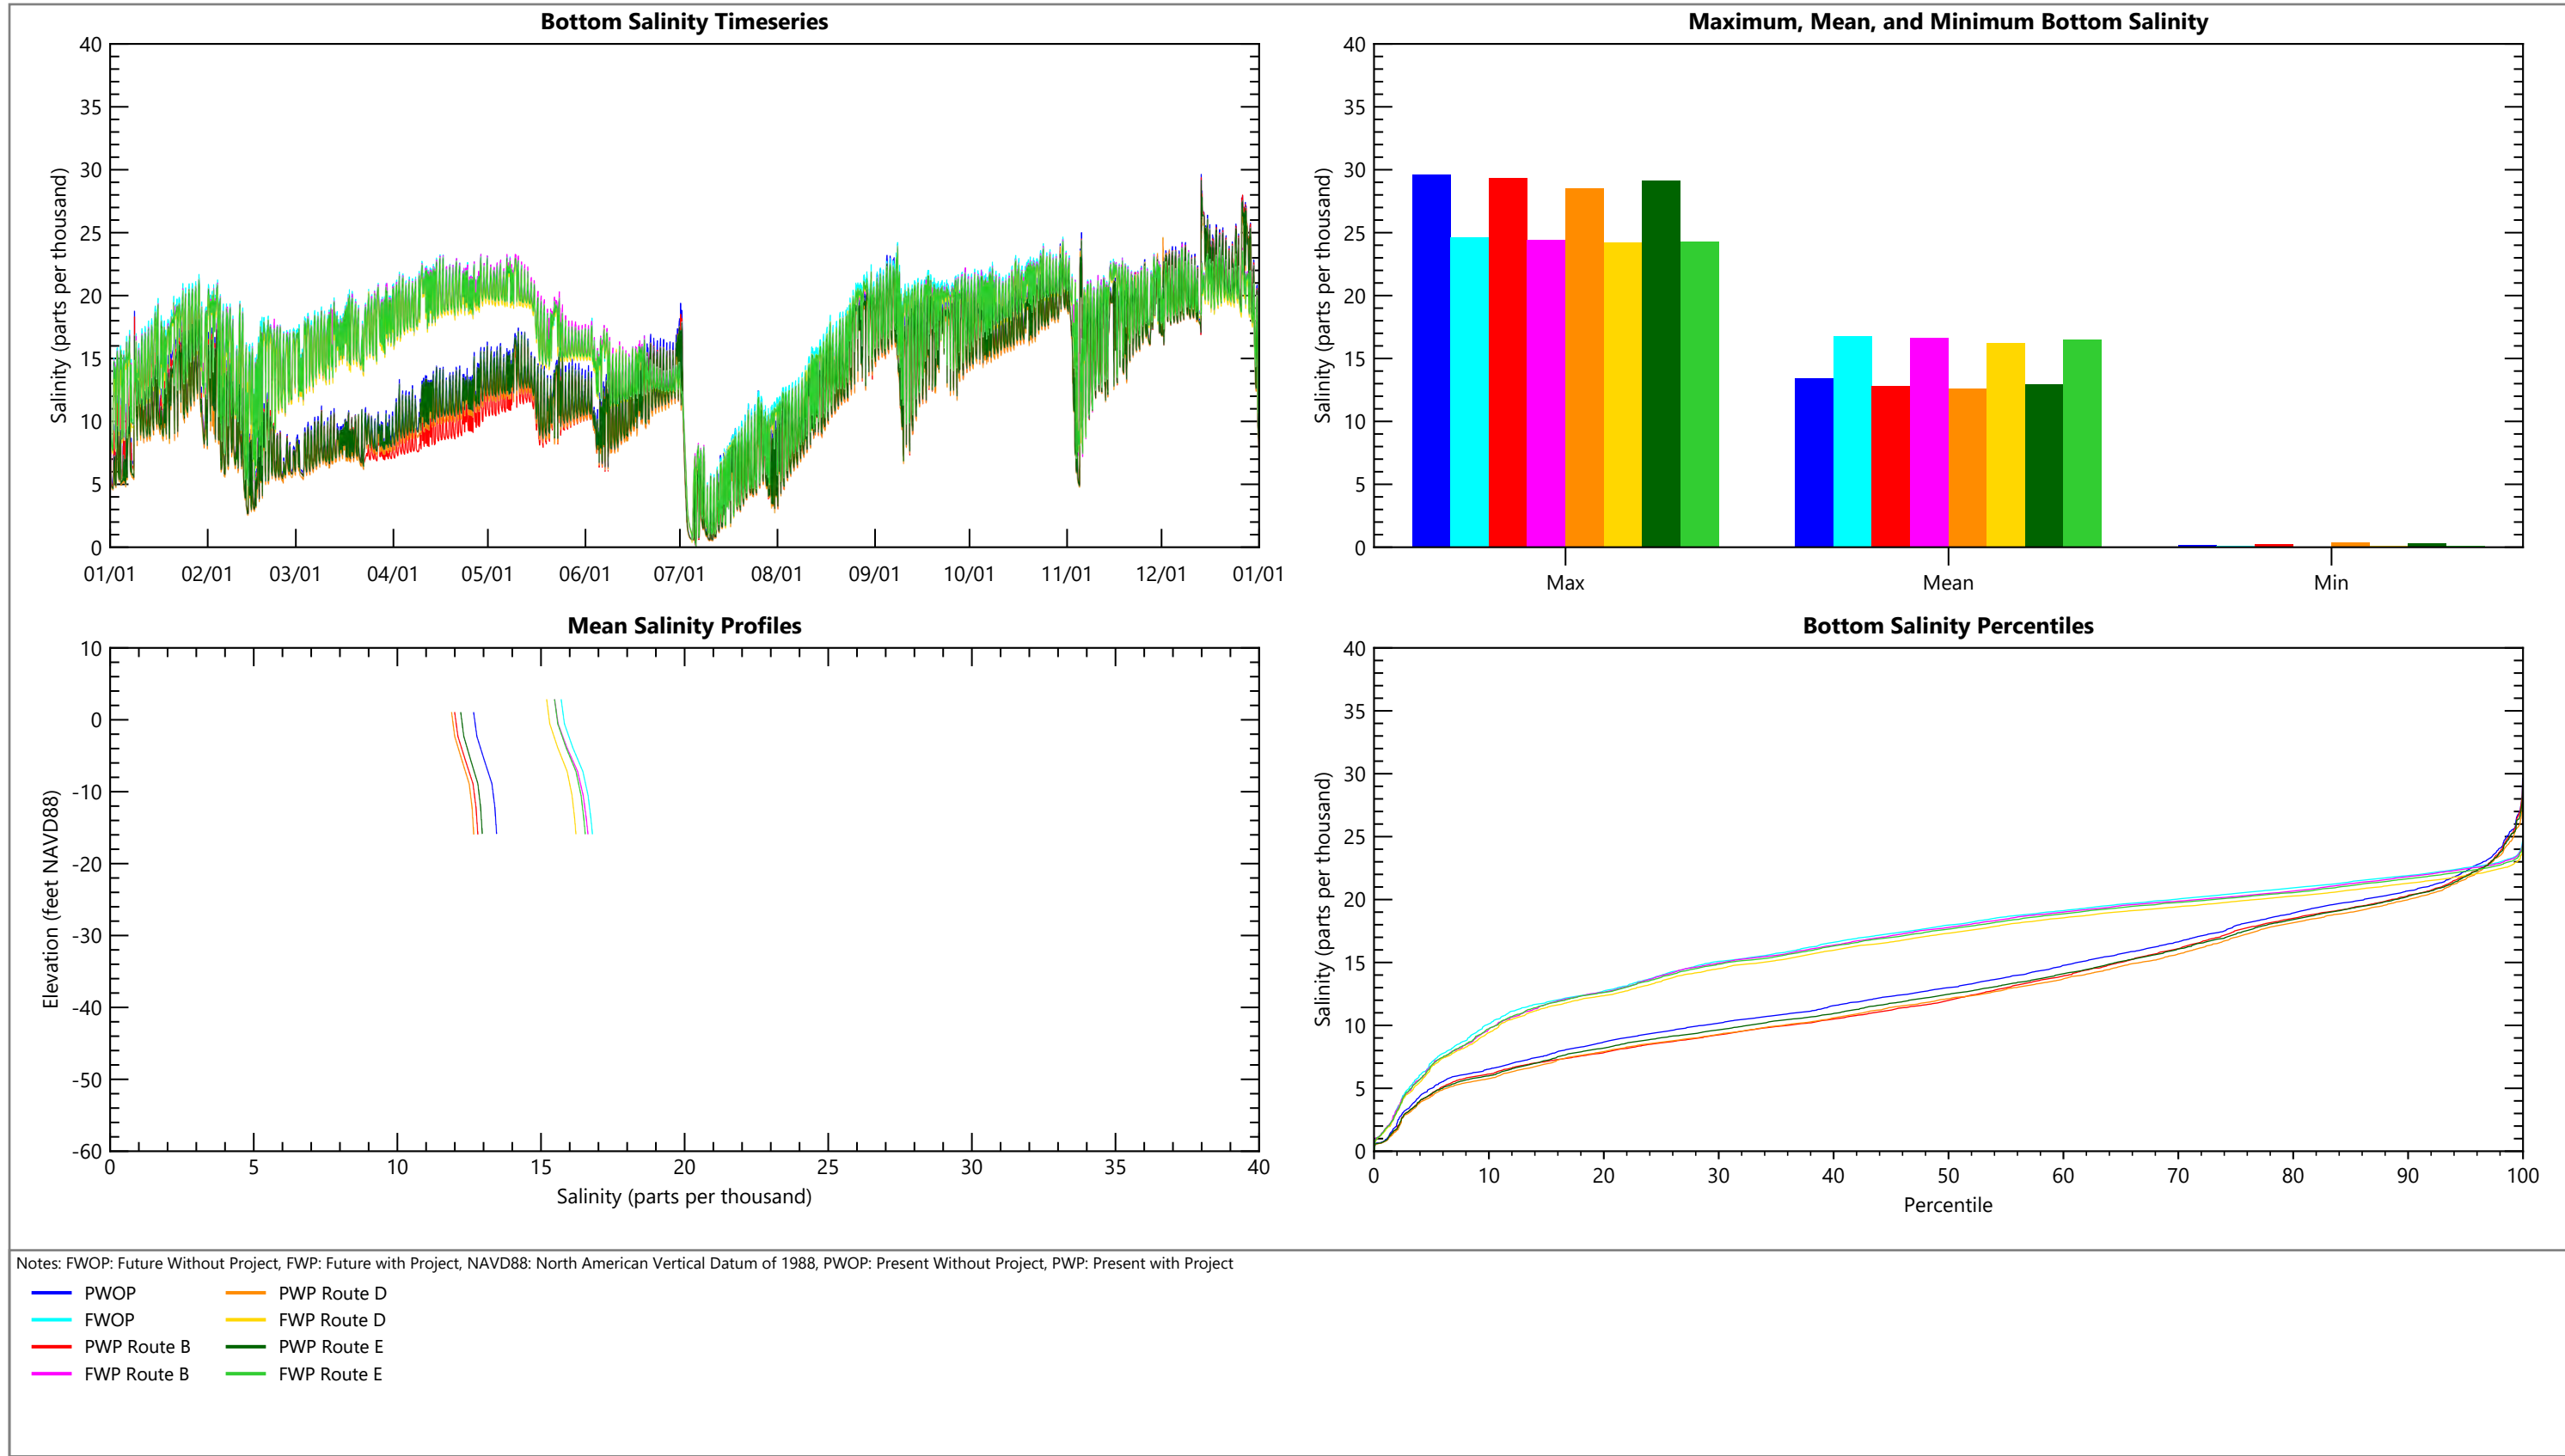 Bottom Salinity Timeseries
40
35
30
25
20
15
10
5
0
Salinity (parts per thousand)
01/01 02/01 03/01 04/01 05/01 06/01 07/01 08/01 09/01 10/01 11/01 12/01 01/01
Maximum, Mean, and Minimum Bottom Salinity
40
35
30
25
20
15
10
5
0
Salinity (parts per thousand)
Max Mean Min
Mean Salinity Profiles
10
0
-10
-20
-30
-40
-50
-60
Elevation (feet NAVD88)
0 5 10 15 20 25 30 35 40
Salinity (parts per thousand)
Bottom Salinity Percentiles
40
35
30
25
20
15
10
5
0
Salinity (parts per thousand)
0 10 20 30 40 50 60 70 80 90 100
Percentile
Notes: FWOP: Future Without Project, FWP: Future with Project, NAVD88: North American Vertical Datum of 1988, PWOP: Present Without Project, PWP: Present with Project
PWOP
FWOP
PWP Route B
FWP Route B
PWP Route D
FWP Route D
PWP Route E
FWP Route E